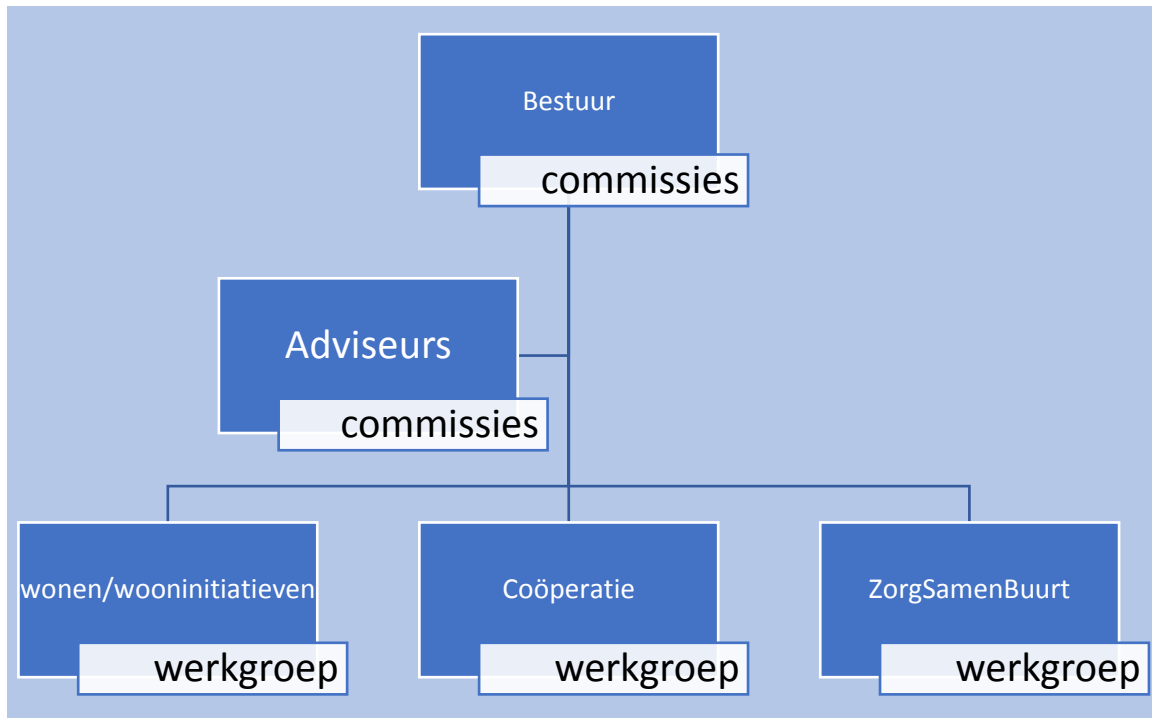 Bestuur
commissies
Adviseurs
commissies
wonen/wooninitiatieven
werkgroep
Coöperatie
werkgroep
ZorgSamenBuurt
werkgroep